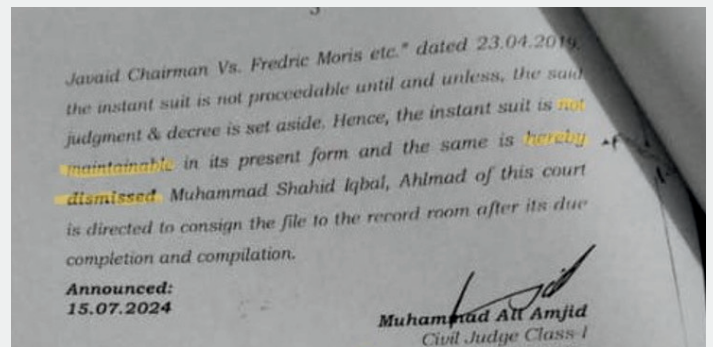 Javaid Chairman Vs. Fredric Moris etc." dated 23.04.2019,
the instant suit is not proceedable until and unless, the said
judgment & decree is set aside. Hence, the instant suit is not
maintainable in its present form and the same is hereby
dismissed. Muhammad Shahid Iqbal, Ahlmad of this court
is directed to consign the file to the record room after its due
completion and compilation.
Announced:
15.07.2024
Muhammad Ali Amjid
Civil Judge Class-I